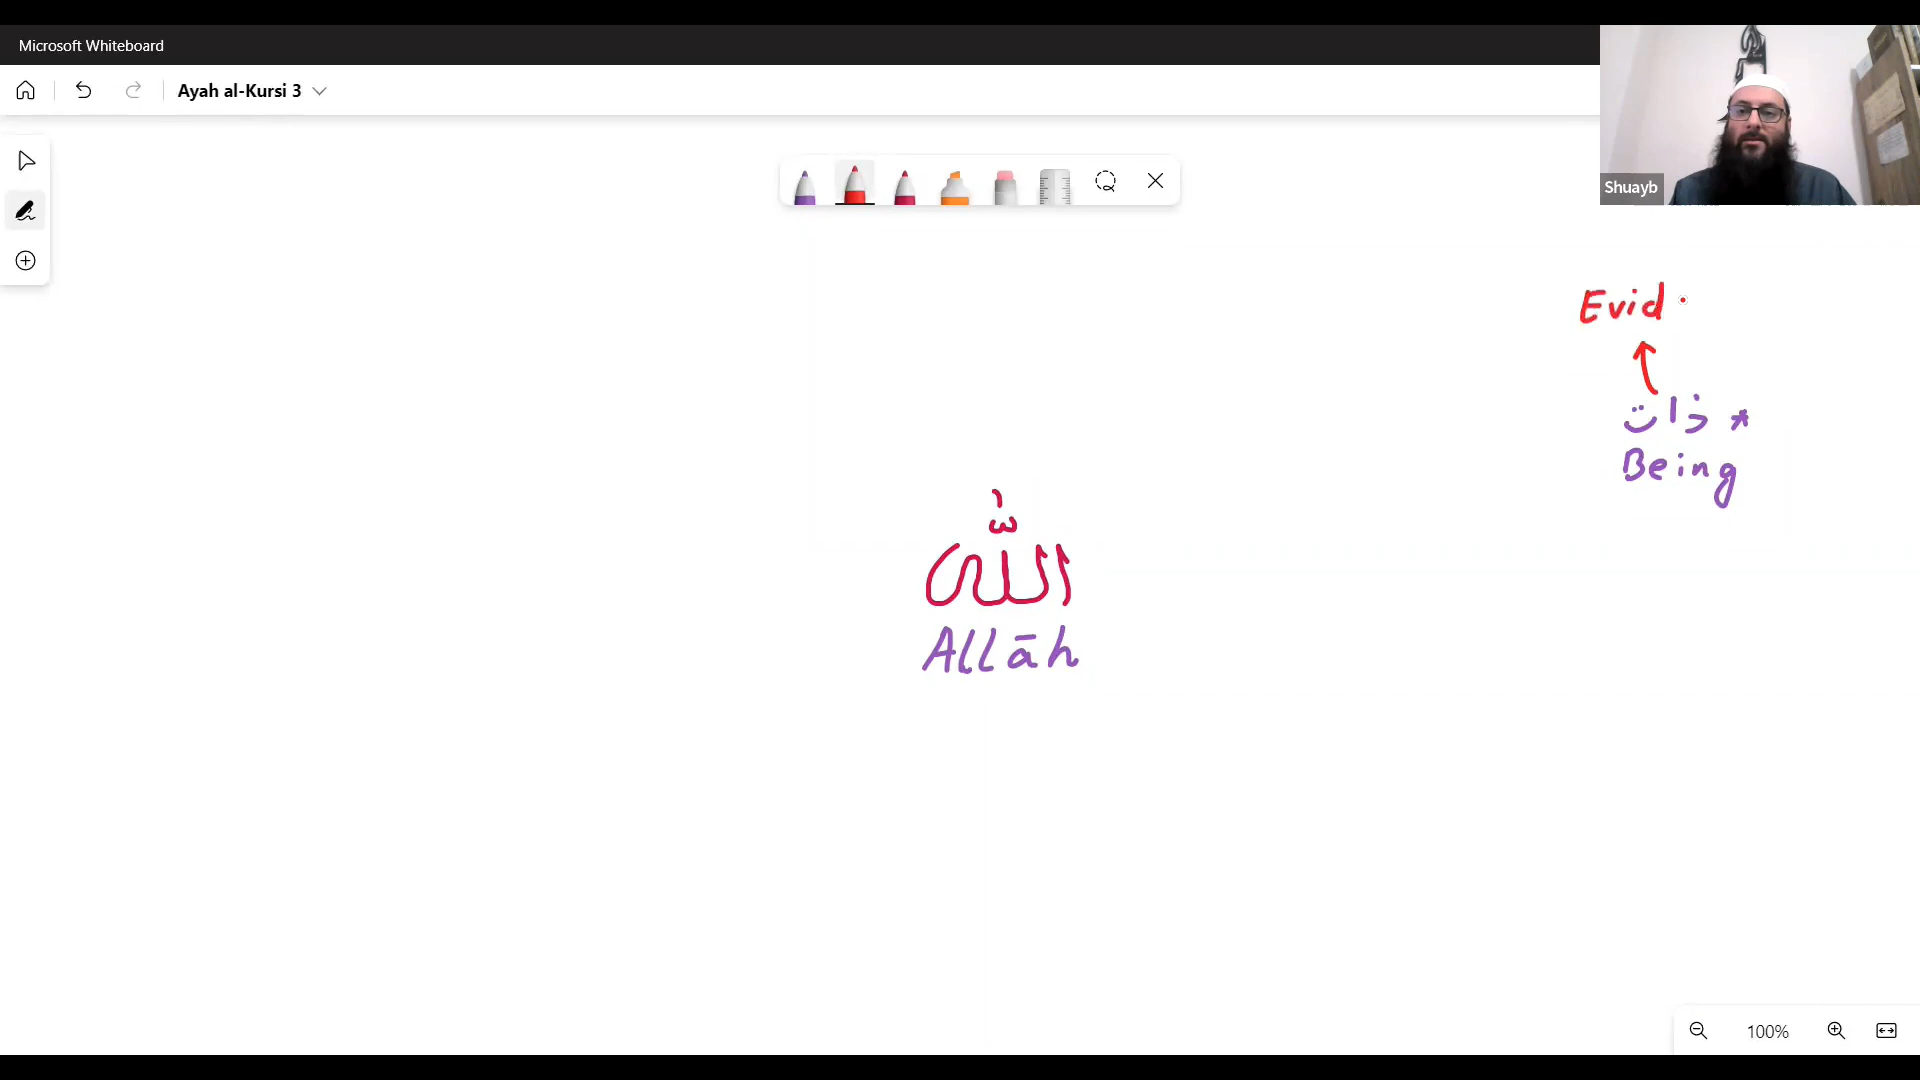 Microsoft Whiteboard
Ayah al-Kursi 3
Shuayb
Evid
* ذات
Being
اللّٰه
Allāh
100%